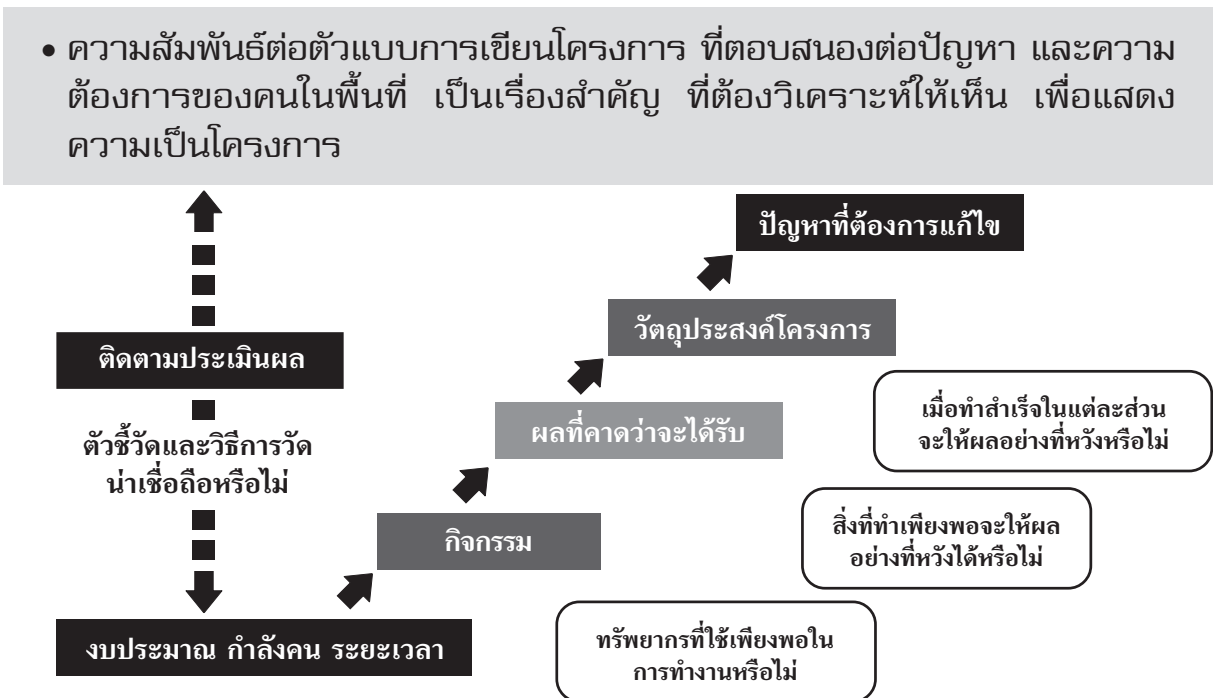 • ความสัมพันธ์ต่อตัวแบบการเขียนโครงการ ที่ตอบสนองต่อปัญหา และความ
ต้องการของคนในพื้นที่ เป็นเรื่องสำคัญ ที่ต้องวิเคราะห์ให้เห็น เพื่อแสดง
ความเป็นโครงการ
ปัญหาที่ต้องการแก้ไข
วัตถุประสงค์โครงการ
ติดตามประเมินผล
เมื่อทำสำเร็จในแต่ละส่วน
จะให้ผลอย่างที่หวังหรือไม่
ผลที่คาดว่าจะได้รับ
ตัวชี้วัดและวิธีการวัด
น่าเชื่อถือหรือไม่
สิ่งที่ทำเพียงพอจะให้ผล
อย่างที่หวังได้หรือไม่
กิจกรรม
งบประมาณ กำลังคน ระยะเวลา
ทรัพยากรที่ใช้เพียงพอใน
การทำงานหรือไม่